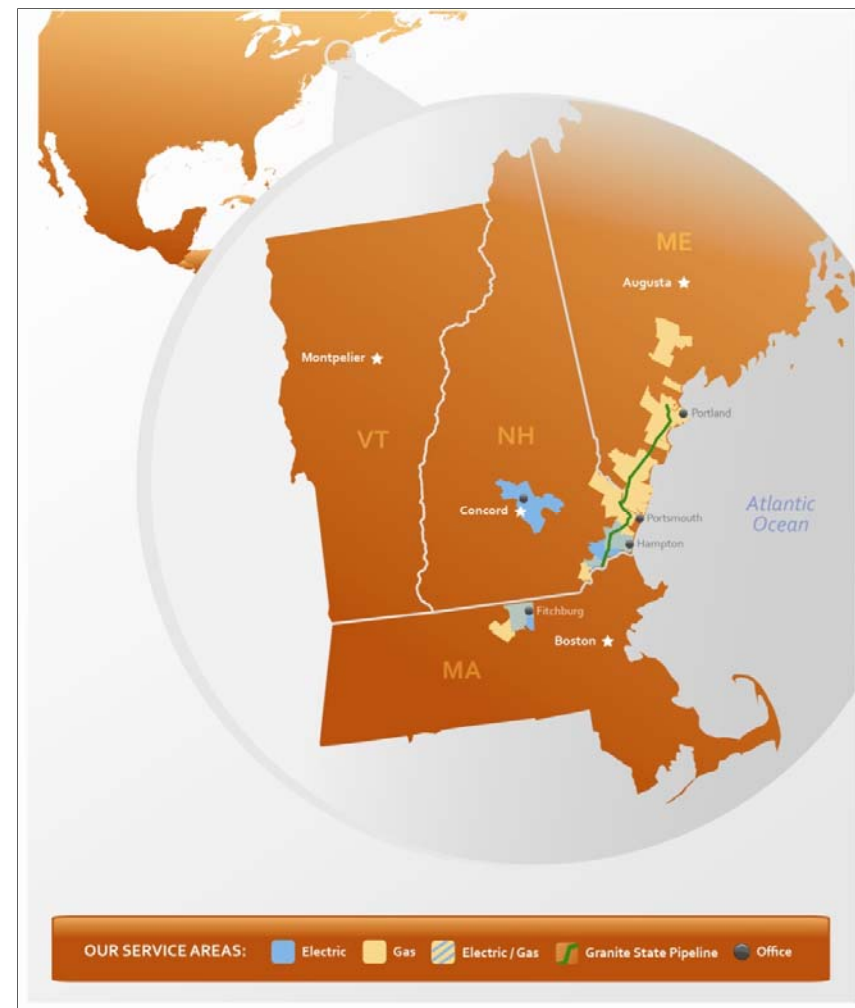 ME
Augusta
Montpelier
Portland
VT
NH
Concord
Atlantic
Ocean
Portsmouth
Hampton
Fitchburg
Boston
MA
OUR SERVICE AREAS: Electric Gas Electric / Gas Granite State Pipeline Office